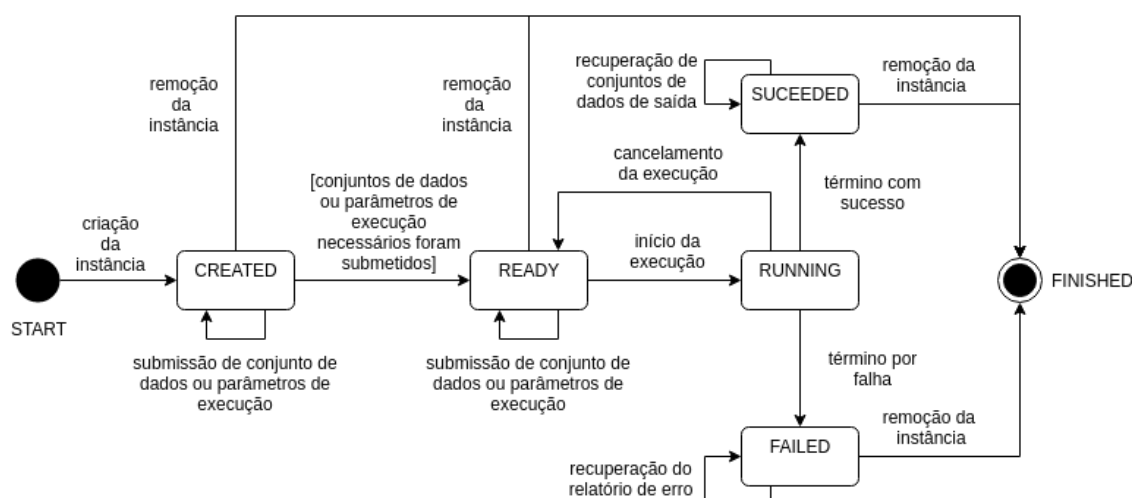 remoção
da
instância
remoção
da
instância
recuperação de
conjuntos de
dados de saída
SUCEEDED
remoção da
instância
cancelamento
da execução
término com
sucesso
[conjuntos de dados
ou parâmetros de
execução
necessários foram
submetidos]
criação
da
instância
início da
execução
START
CREATED
READY
RUNNING
FINISHED
submissão de conjunto de
dados ou parâmetros de
execução
submissão de conjunto de
dados ou parâmetros de
execução
término por
falha
FAILED
remoção da
instância
recuperação do
relatório de erro